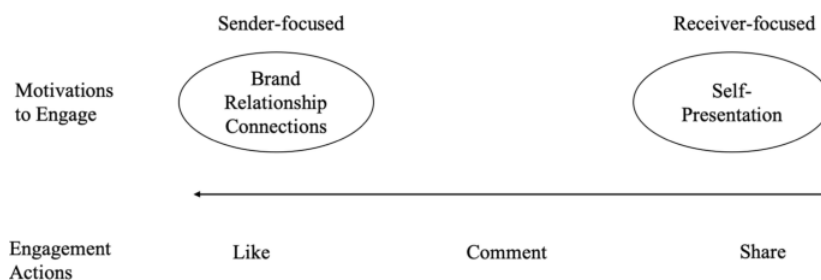 Sender-focused
Receiver-focused
Motivations
to Engage
Brand
Relationship
Connections
Self-
Presentation
Engagement
Actions
Like
Comment
Share